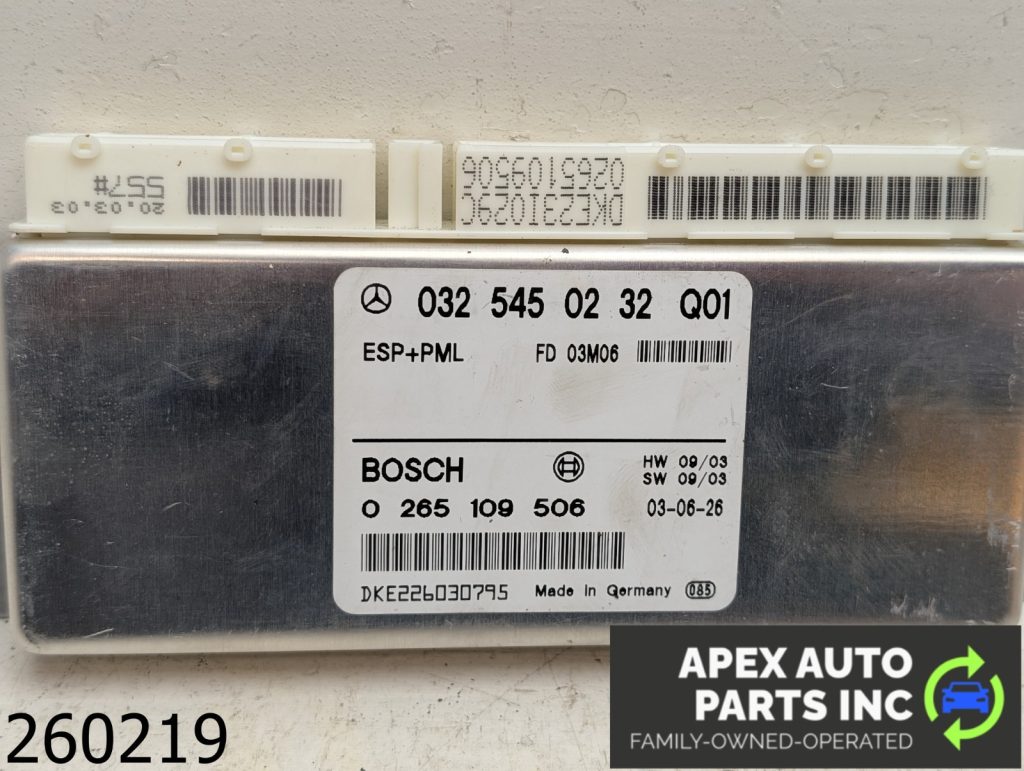 557#
20.03.03
0265109506
DKE231029C
032 545 02 32 Q01
ESP+PML FD 03M06
BOSCH HW 09/03
SW 09/03
0 265 109 506 03-06-26
DKE226030795 Made in Germany 085
APEX AUTO
PARTS INC
FAMILY-OWNED-OPERATED
260219